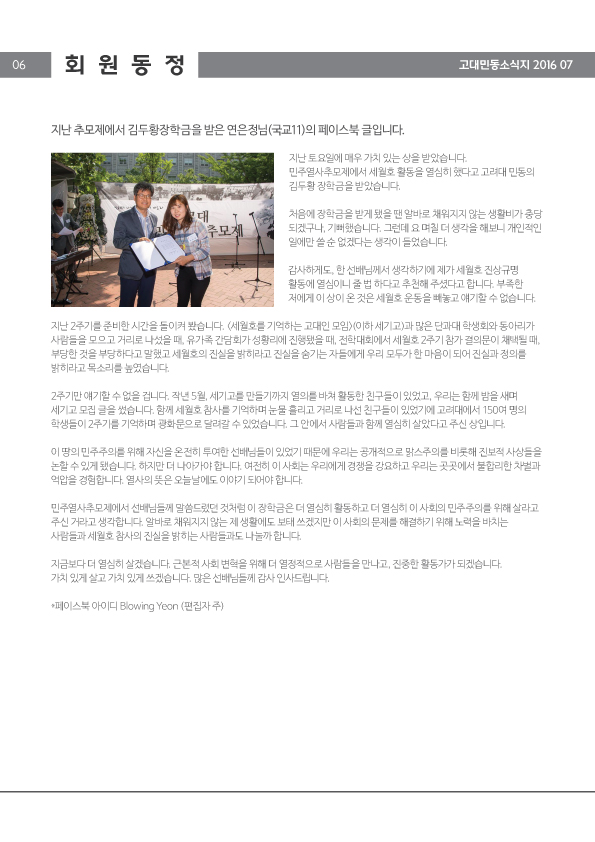 06
회 원 동 정
고대민동소식지 2016 07
지난 추모제에서 김두황장학금을 받은 연은정님(국교11)의 페이스북 글입니다.
지난 토요일에 매우 가치 있는 상을 받았습니다.
민주열사추모제에서 세월호 활동을 열심히 했다고 고려대 민동의
김두황 장학금을 받았습니다.
처음에 장학금을 받게 됐을 땐 알바로 채워지지 않는 생활비가 충당
되겠구나, 기뻐했습니다. 그런데 요 며칠 더 생각을 해보니 개인적인
일에만 쓸 순 없겠다는 생각이 들었습니다.
감사하게도, 한 선배님께서 생각하기에 제가 세월호 진상규명
활동에 열심이니 줄 법 하다고 추천해 주셨다고 합니다. 부족한
저에게 이 상이 온 것은 세월호 운동을 빼놓고 얘기할 수 없습니다.
지난 2주기를 준비한 시간을 돌이켜 봤습니다. <세월호를 기억하는 고대인 모임>(이하 세기고)과 많은 단과대 학생회와 동아리가
사람들을 모으고 거리로 나섰을 때, 유가족 간담회가 성황리에 진행됐을 때, 전학대회에서 세월호 2주기 참가 결의문이 채택될 때,
부당한 것을 부당하다고 말했고 세월호의 진실을 밝히라고 진실을 숨기는 자들에게 우리 모두가 한 마음이 되어 진실과 정의를
밝히라고 목소리를 높였습니다.
2주기만 얘기할 수 없을 겁니다. 작년 5월, 세기고를 만들기까지 열의를 바쳐 활동한 친구들이 있었고, 우리는 함께 밤을 새며
세기고 모집 글을 썼습니다. 함께 세월호 참사를 기억하며 눈물 흘리고 거리로 나선 친구들이 있었기에 고려대에서 150여 명의
학생들이 2주기를 기억하며 광화문으로 달려갈 수 있었습니다. 그 안에서 사람들과 함께 열심히 살았다고 주신 상입니다.
이 땅의 민주주의를 위해 자신을 온전히 투여한 선배님들이 있었기 때문에 우리는 공개적으로 맑스주의를 비롯해 진보적 사상들을
논할 수 있게 됐습니다. 하지만 더 나아가야 합니다. 여전히 이 사회는 우리에게 경쟁을 강요하고 우리는 곳곳에서 불합리한 차별과
억압을 경험합니다. 열사의 뜻은 오늘날에도 이야기 되어야 합니다.
민주열사추모제에서 선배님들께 말씀드렸던 것처럼 이 장학금은 더 열심히 활동하고 더 열심히 이 사회의 민주주의를 위해 살라고
주신 거라고 생각합니다. 알바로 채워지지 않는 제 생활에도 보태 쓰겠지만 이 사회의 문제를 해결하기 위해 노력을 바치는
사람들과 세월호 참사의 진실을 밝히는 사람들과도 나눌까 합니다.
지금보다 더 열심히 살겠습니다. 근본적 사회 변혁을 위해 더 열정적으로 사람들을 만나고, 진중한 활동가가 되겠습니다.
가치 있게 살고 가치 있게 쓰겠습니다. 많은 선배님들께 감사 인사드립니다.
*페이스북 아이디 Blowing Yeon (편집자 주)